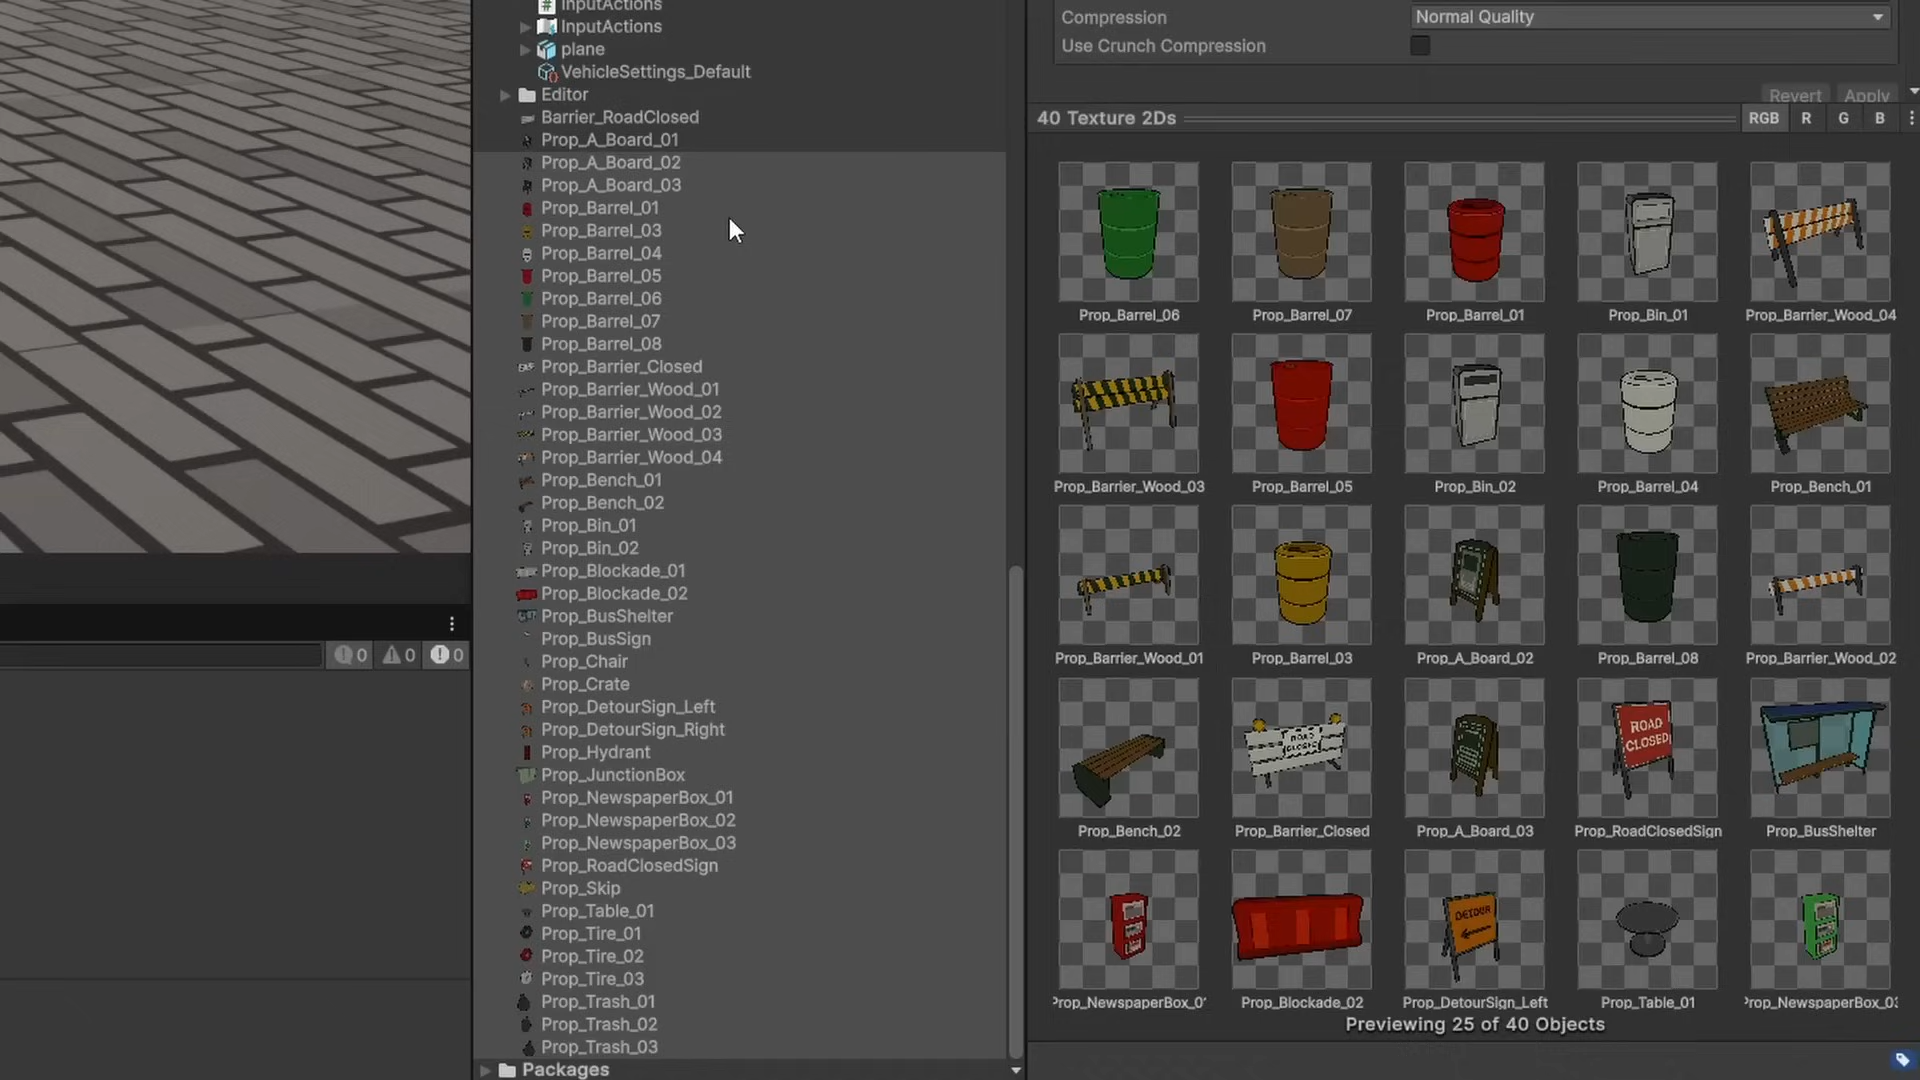 InputActions
InputActions
plane
VehicleSettings_Default
Editor
Barrier_RoadClosed
Prop_A_Board_01
Prop_A_Board_02
Prop_A_Board_03
Prop_Barrel_01
Prop_Barrel_03
Prop_Barrel_04
Prop_Barrel_05
Prop_Barrel_06
Prop_Barrel_07
Prop_Barrel_08
Prop_Barrier_Closed
Prop_Barrier_Wood_01
Prop_Barrier_Wood_02
Prop_Barrier_Wood_03
Prop_Barrier_Wood_04
Prop_Bench_01
Prop_Bench_02
Prop_Bin_01
Prop_Bin_02
Prop_Blockade_01
Prop_Blockade_02
Prop_BusShelter
Prop_BusSign
Prop_Chair
Prop_Crate
Prop_DetourSign_Left
Prop_DetourSign_Right
Prop_Hydrant
Prop_JunctionBox
Prop_NewspaperBox_01
Prop_NewspaperBox_02
Prop_NewspaperBox_03
Prop_RoadClosedSign
Prop_Skip
Prop_Table_01
Prop_Tire_01
Prop_Tire_02
Prop_Tire_03
Prop_Trash_01
Prop_Trash_02
Prop_Trash_03
Packages
0 0 0
Compression Normal Quality
Use Crunch Compression
Revert Apply
40 Texture 2Ds RGB R G B
Prop_Barrel_06 Prop_Barrel_07 Prop_Barrel_01 Prop_Bin_01 Prop_Barrier_Wood_04
Prop_Barrier_Wood_03 Prop_Barrel_05 Prop_Bin_02 Prop_Barrel_04 Prop_Bench_01
Prop_Barrier_Wood_01 Prop_Barrel_03 Prop_A_Board_02 Prop_Barrel_08 Prop_Barrier_Wood_02
ROAD
CLOSED
ROAD
CLOSED
Prop_Bench_02 Prop_Barrier_Closed Prop_A_Board_03 Prop_RoadClosedSign Prop_BusShelter
DETOUR
Prop_NewspaperBox_0 Prop_Blockade_02 Prop_DetourSign_Left Prop_Table_01 Prop_NewspaperBox_03
Previewing 25 of 40 Objects